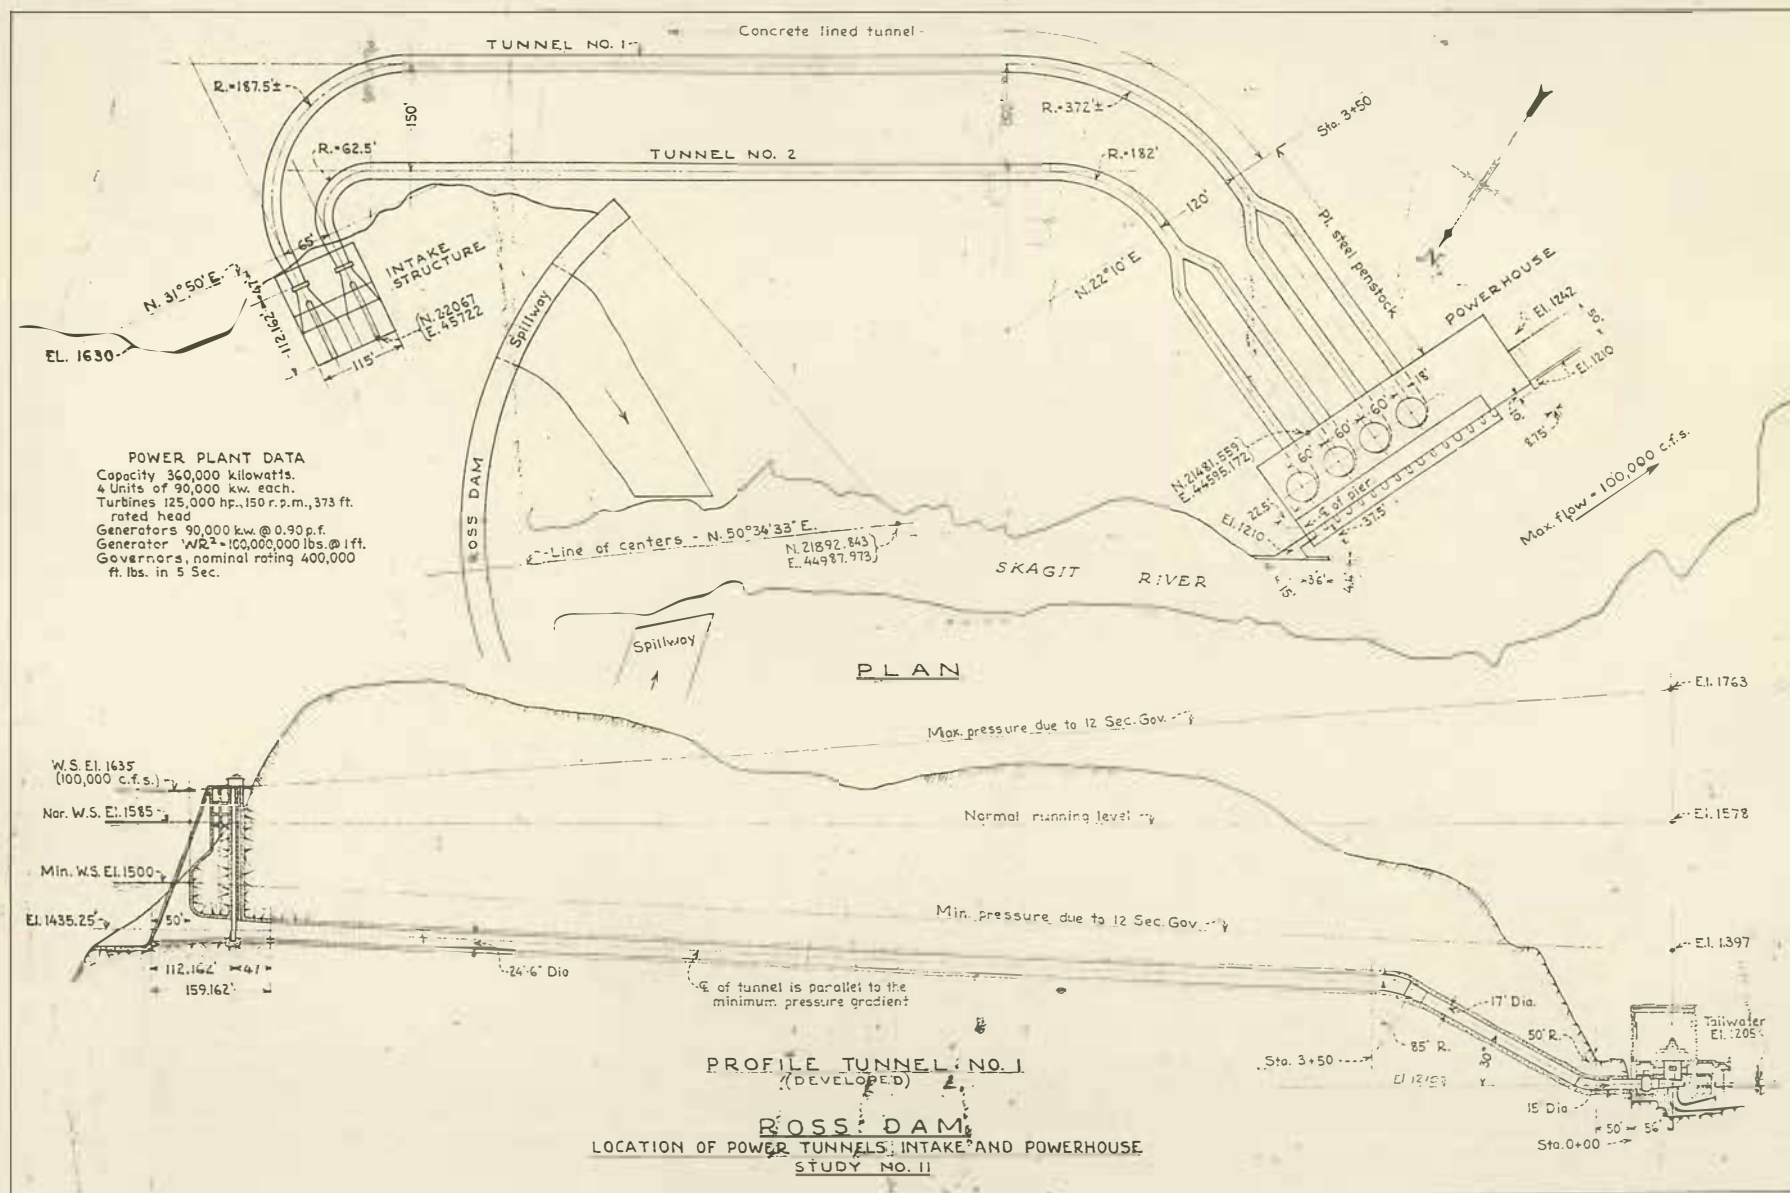 Concrete lined tunnel
TUNNEL NO. 1
R.=187.5'±
150'
R.=372'±
Sta. 3+50
R.=62.5'
TUNNEL NO. 2
R.=182'
120'
65'
INTAKE
STRUCTURE
Pl. steel penstock
N. 31°50' E.
47'
N.22°10' E
POWERHOUSE
El. 1242
50'
112.162'
N.22067
E.45722
EL. 1630
115'
Spillway
El. 1210
18'
60'
60'
60'
10'
8.75'
POWER PLANT DATA
Capacity 360,000 kilowatts.
4 Units of 90,000 kw. each.
Turbines 125,000 hp., 150 r.p.m., 373 ft.
rated head
Generators 90,000 kw. @ 0.90 p.f.
Generator WR²=100,000,000 lbs. @ 1 ft.
Governors, nominal rating 400,000
ft. lbs. in 5 Sec.
ROSS DAM
N.21481.559
E.44595.172
Max. flow = 100,000 c.f.s.
22.5'
℄ of pier
37.5'
El. 1210
Line of centers - N. 50°34'33" E.
N. 21892.843
E. 44987.973
SKAGIT RIVER
15'
36'
Spillway
PLAN
El. 1763
Max. pressure due to 12 Sec. Gov.
W.S. El. 1635
(100,000 c.f.s.)
Nor. W.S. El. 1585
Normal running level
El. 1578
Min. W.S. El. 1500
Min. pressure due to 12 Sec. Gov
El. 1435.25'
50'
El. 1397
112.162'
47
159.162'
24'-6" Dia
℄ of tunnel is parallel to the
minimum pressure gradient
17' Dia.
50' R.
Tailwater
El. 1205
85' R.
30°
Sta. 3+50
15 Dia
50'
56'
Sta. 0+00
PROFILE TUNNEL NO. 1
(DEVELOPED)
ROSS DAM
LOCATION OF POWER TUNNELS, INTAKE AND POWERHOUSE
STUDY NO. 11